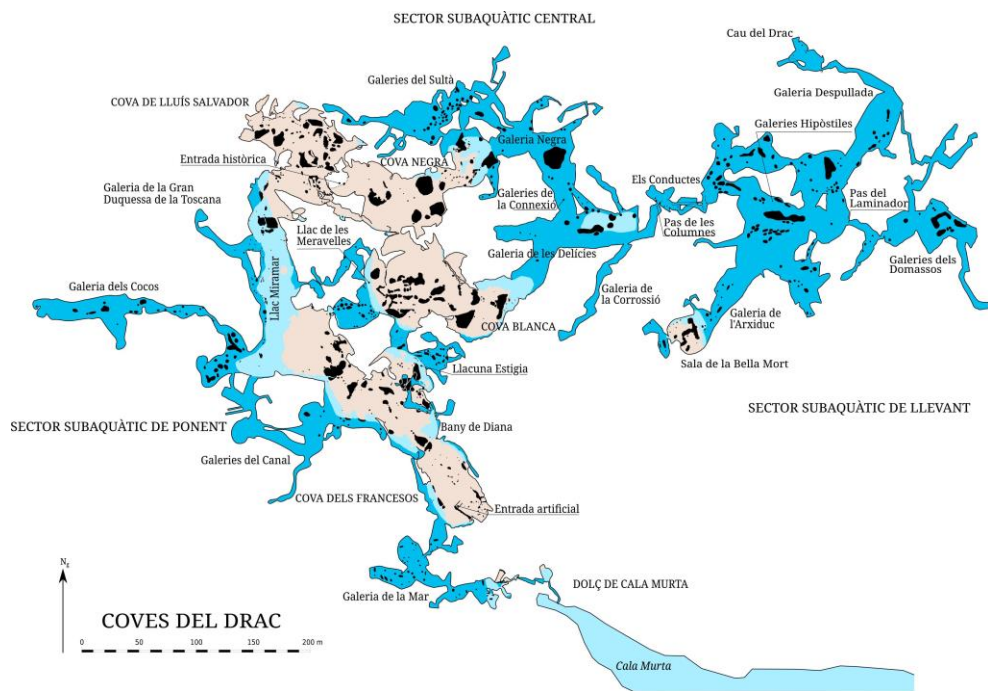 SECTOR SUBAQUÀTIC CENTRAL
Cau del Drac
Galeries del Sultà
Galeria Despullada
COVA DE LLUÍS SALVADOR
Galeries Hipòstiles
Galeria Negra
Entrada històrica
COVA NEGRA
Els Conductes
Galeria de la Gran
Duquessa de la Toscana
Galeries de
la Connexió
Pas del
Laminador
Llac de les
Meravelles
Pas de les
Columnes
Galeria de les Delícies
Galeries dels
Domassos
Galeria dels Cocos
Llac Miramar
Galeria de
la Corrossió
COVA BLANCA
Galeria de
l'Arxiduc
Sala de la Bella Mort
Llacuna Estigia
SECTOR SUBAQUÀTIC DE LLEVANT
SECTOR SUBAQUÀTIC DE PONENT
Bany de Diana
Galeries del Canal
COVA DELS FRANCESOS
Entrada artificial
Ng
DOLÇ DE CALA MURTA
Galeria de la Mar
COVES DEL DRAC
0 50 100 150 200 m
Cala Murta